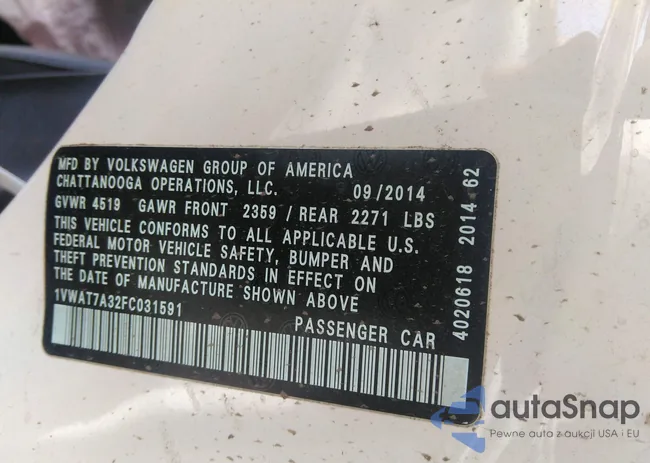 MFD BY VOLKSWAGEN GROUP OF AMERICA
CHATTANOOGA OPERATIONS, LLC. 09/2014
GVWR 4519 GAWR FRONT 2359 / REAR 2271 LBS
THIS VEHICLE CONFORMS TO ALL APPLICABLE U.S.
FEDERAL MOTOR VEHICLE SAFETY, BUMPER AND
THEFT PREVENTION STANDARDS IN EFFECT ON
THE DATE OF MANUFACTURE SHOWN ABOVE.
1VWAT7A32FC031591
PASSENGER CAR
4020618 2014 62
autaSnap
Pewne auta z aukcji USA i EU